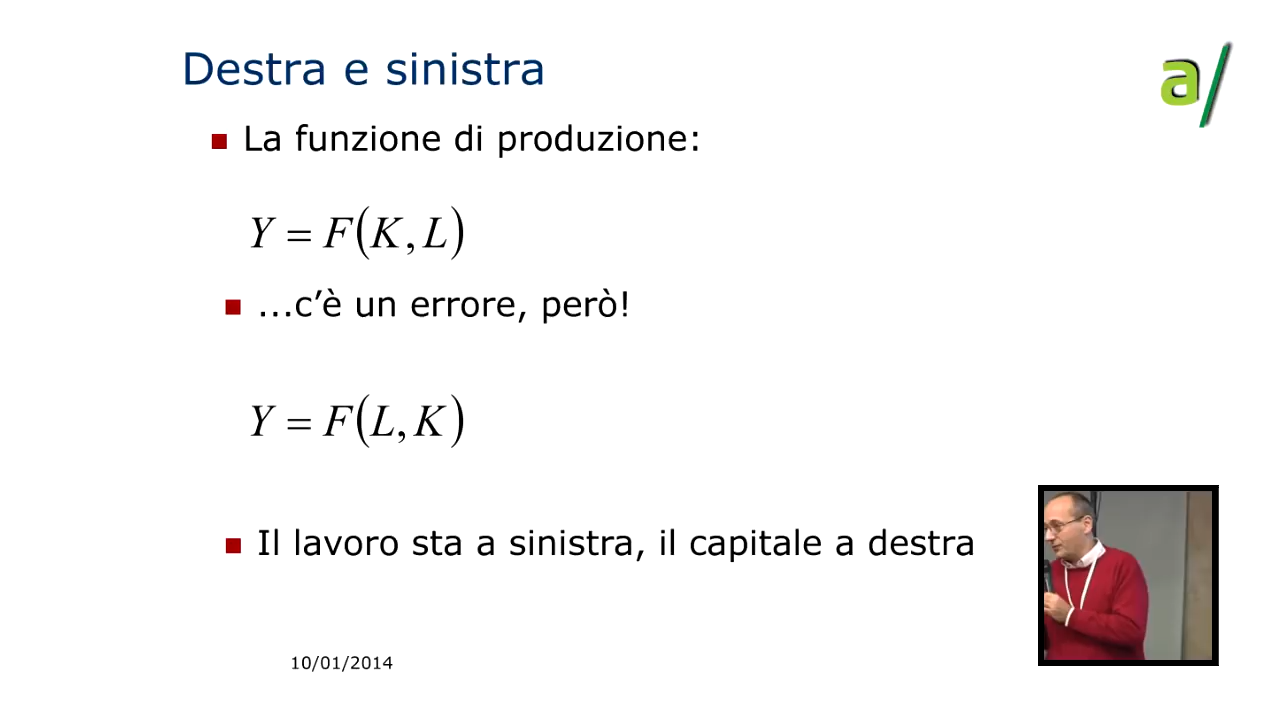 Destra e sinistra
a/
La funzione di produzione:
Y = F(K, L)
...c’è un errore, però!
Y = F(L, K)
Il lavoro sta a sinistra, il capitale a destra
10/01/2014